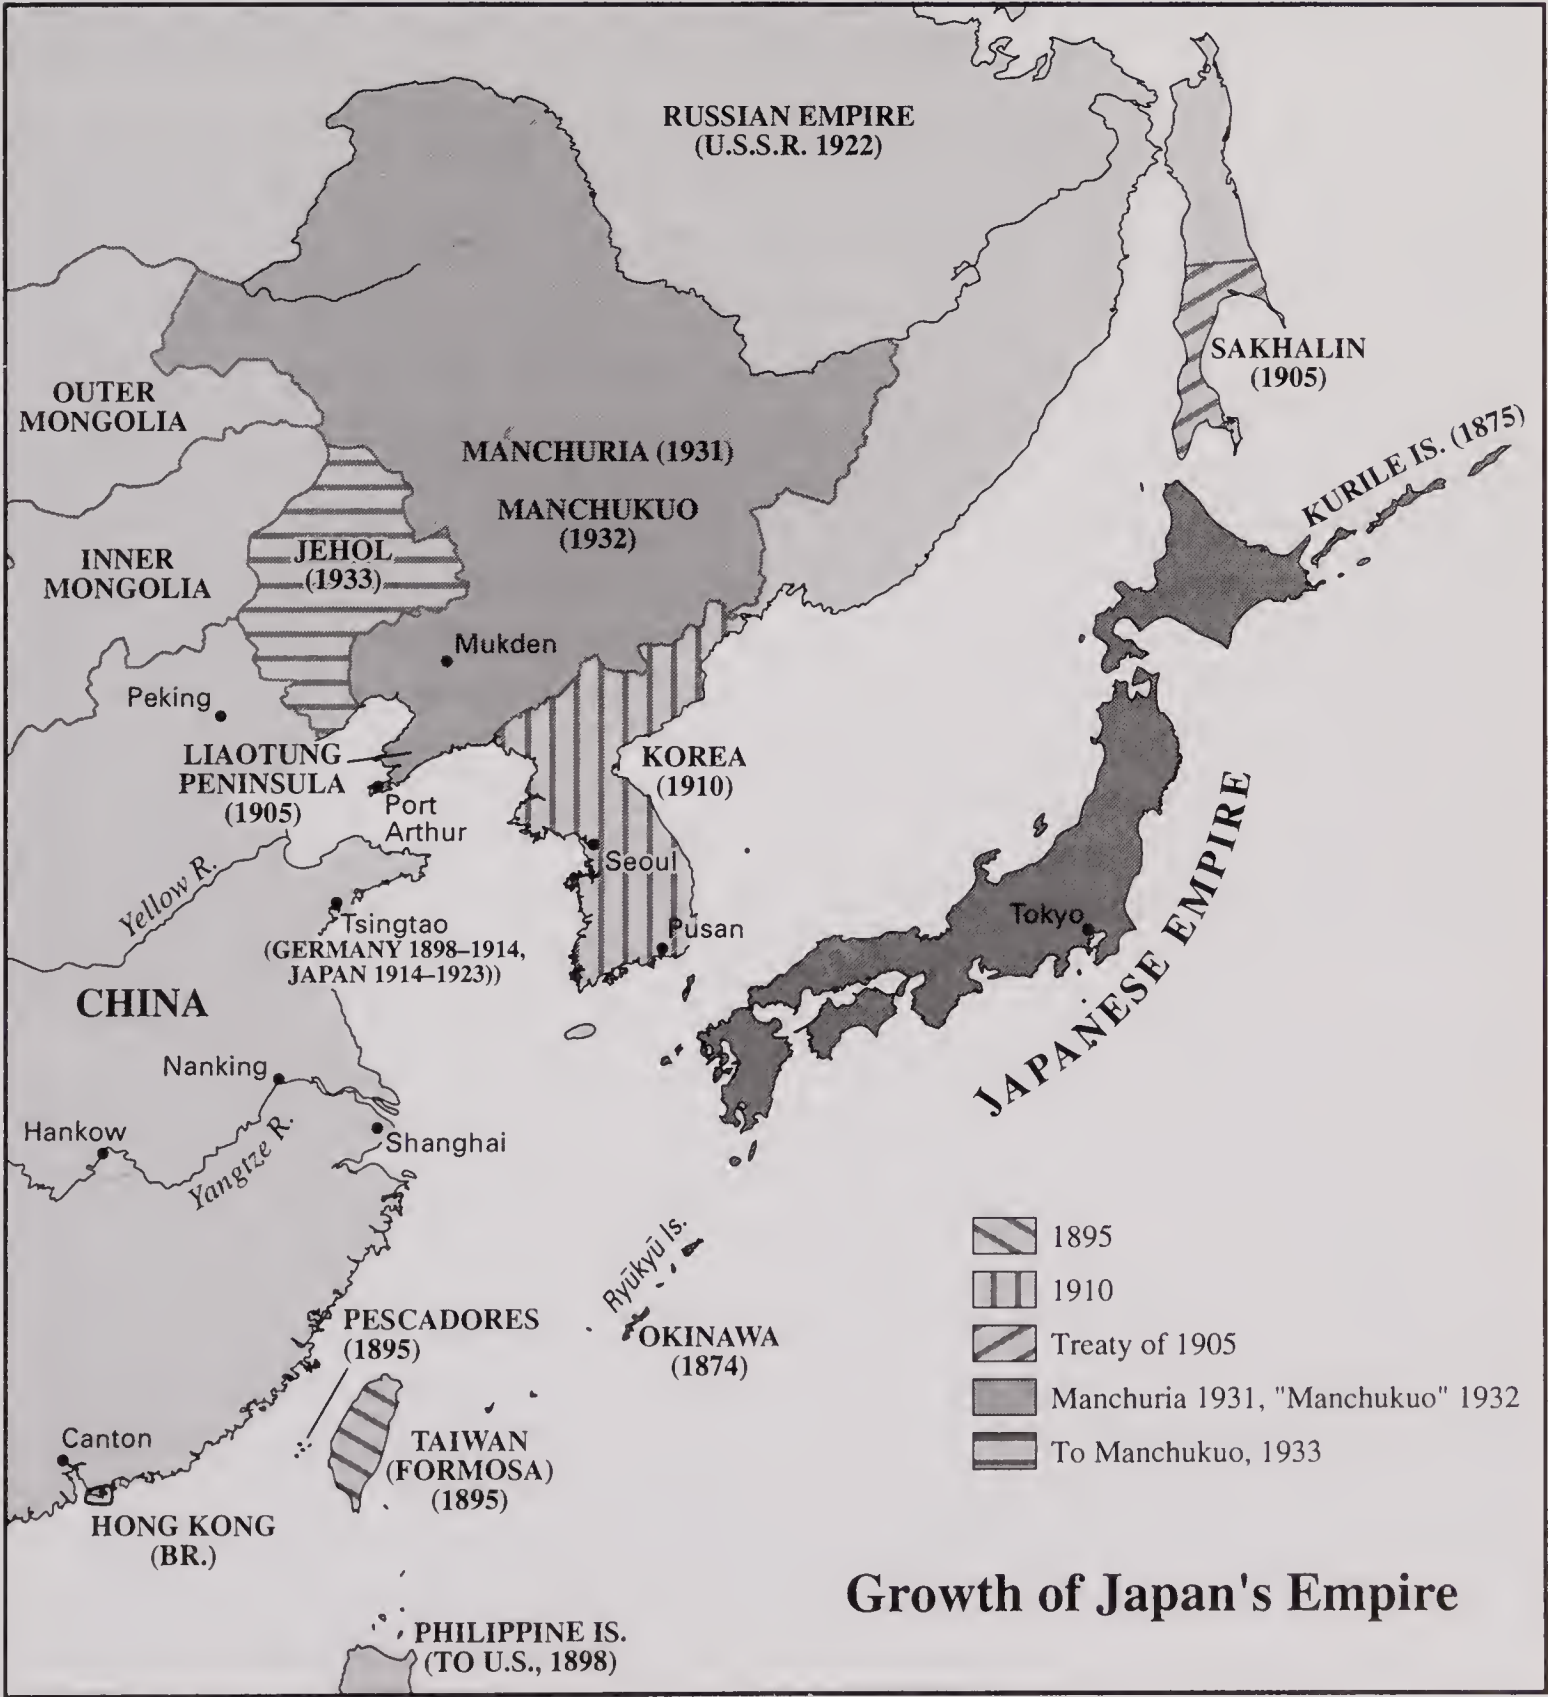 RUSSIAN EMPIRE
(U.S.S.R. 1922)
SAKHALIN
(1905)
OUTER
MONGOLIA
KURILE IS. (1875)
MANCHURIA (1931)
MANCHUKUO
(1932)
INNER
MONGOLIA
JEHOL
(1933)
Mukden
Peking
LIAOTUNG
PENINSULA
(1905)
KOREA
(1910)
Port
Arthur
Seoul
Yellow R.
Tsingtao
(GERMANY 1898–1914,
JAPAN 1914–1923))
Pusan
Tokyo
JAPANESE EMPIRE
CHINA
Nanking
Hankow
Yangtze R.
Shanghai
Ryūkyū Is.
OKINAWA
(1874)
PESCADORES
(1895)
TAIWAN
(FORMOSA)
(1895)
Canton
HONG KONG
(BR.)
PHILIPPINE IS.
(TO U.S., 1898)
1895
1910
Treaty of 1905
Manchuria 1931, "Manchukuo" 1932
To Manchukuo, 1933
Growth of Japan's Empire